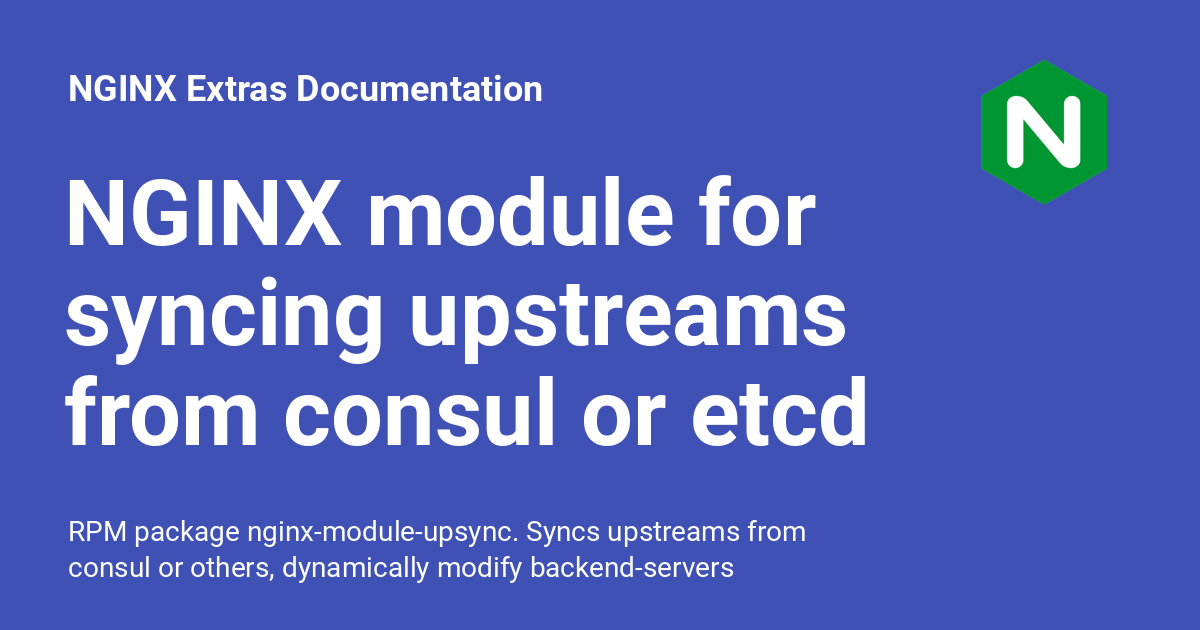 NGINX Extras Documentation
N
NGINX module for
syncing upstreams
from consul or etcd
RPM package nginx-module-upsync. Syncs upstreams from
consul or others, dynamically modify backend-servers